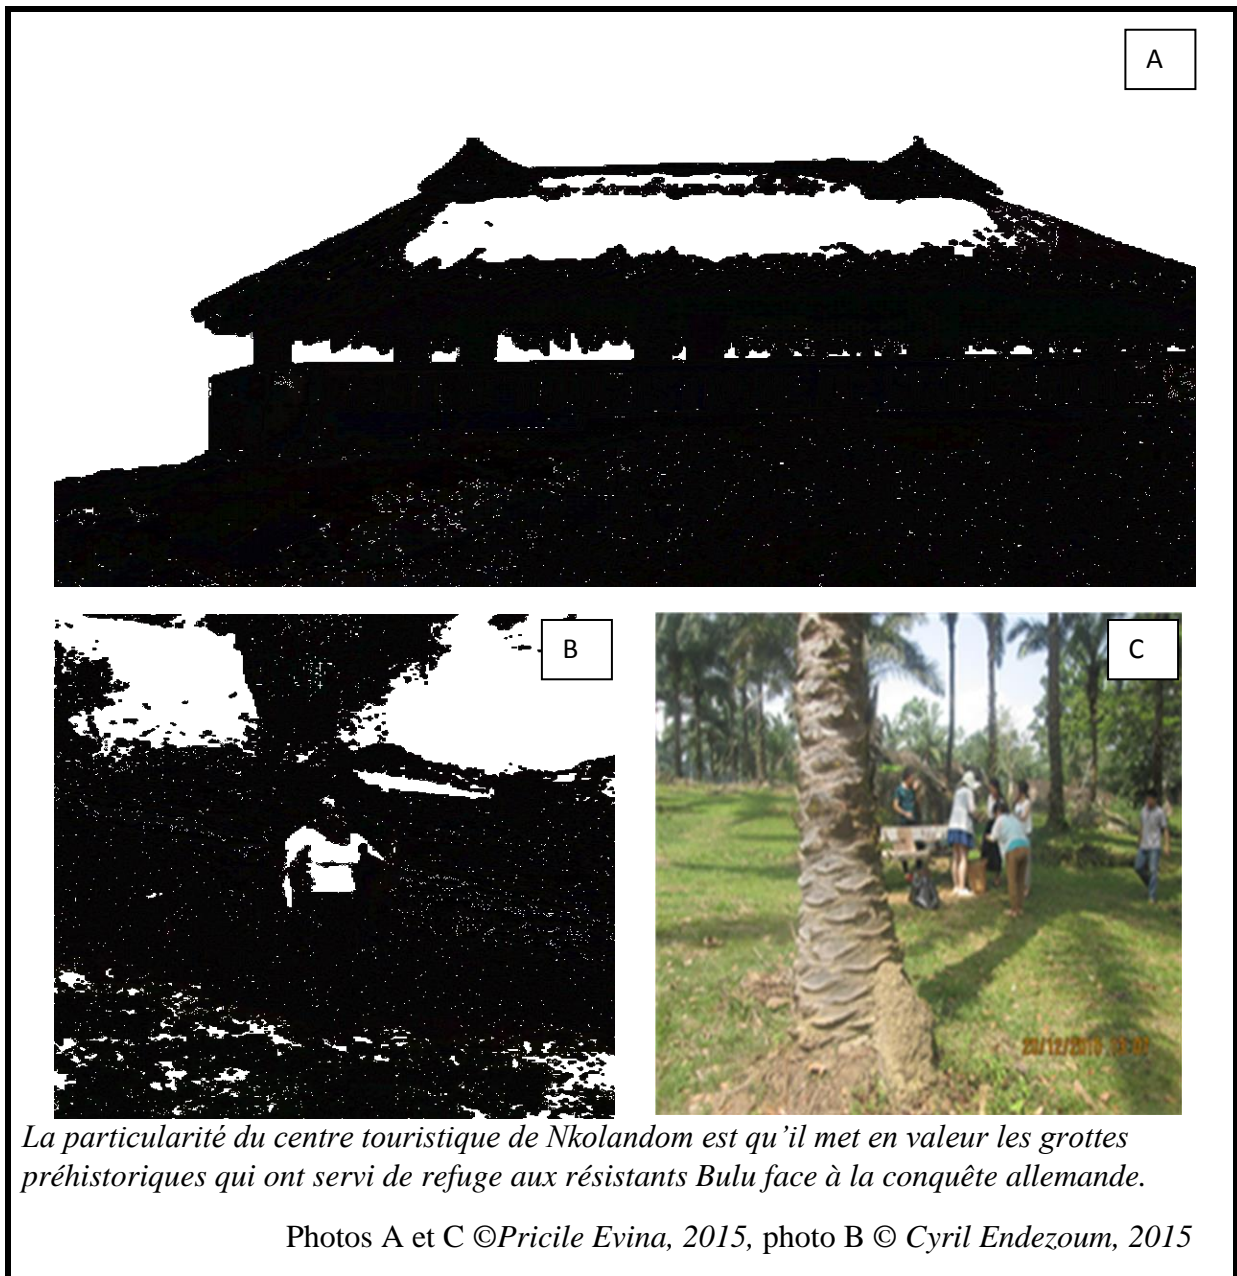 A
B
C
La particularité du centre touristique de Nkolandom est qu'il met en valeur les grottes
préhistoriques qui ont servi de refuge aux résistants Bulu face à la conquête allemande.
Photos A et C ©Pricile Evina, 2015, photo B © Cyril Endezoum, 2015